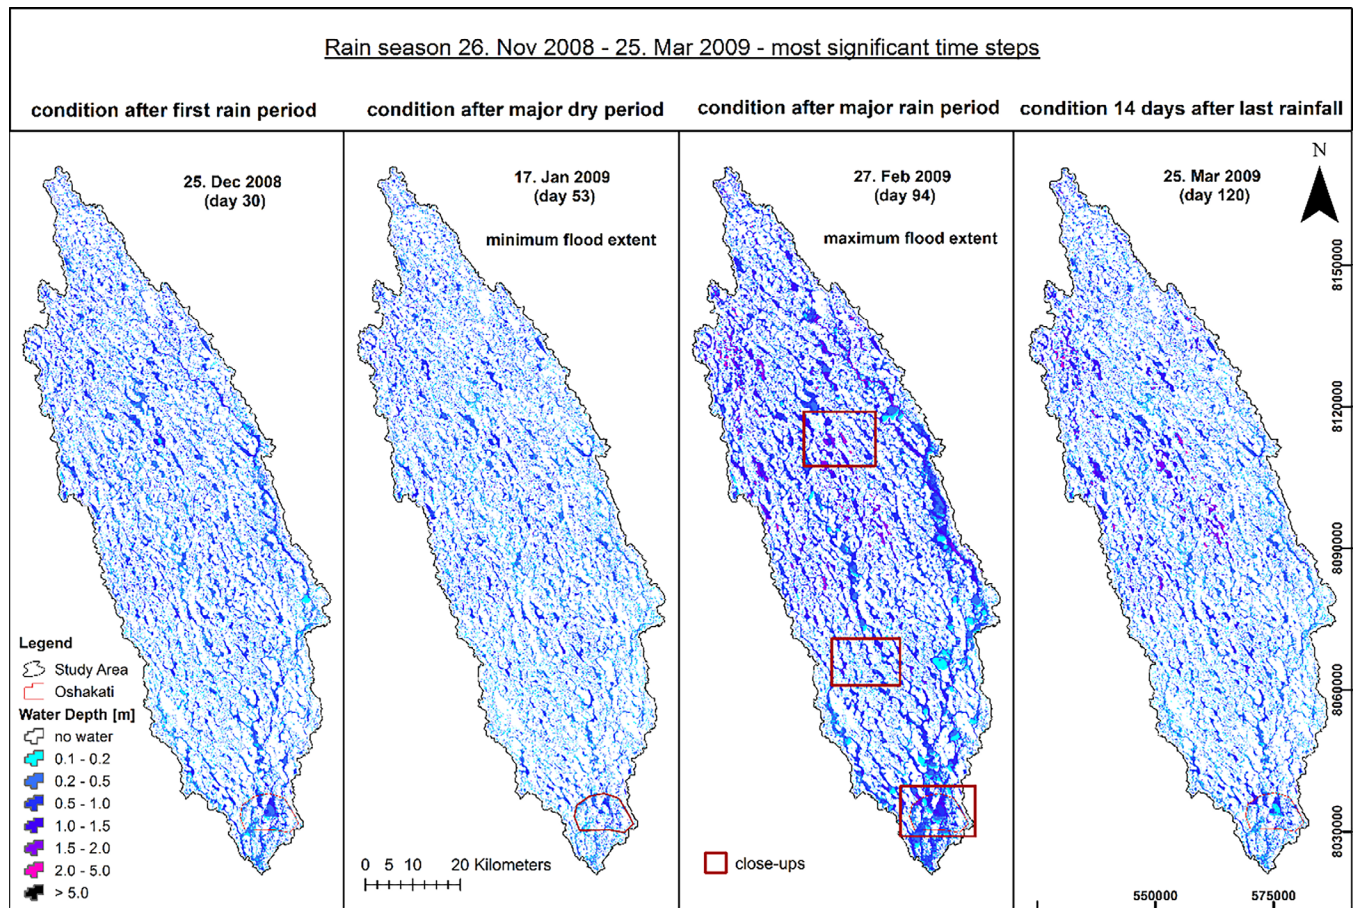 Rain season 26. Nov 2008 - 25. Mar 2009 - most significant time steps
condition after first rain period
condition after major dry period
condition after major rain period
condition 14 days after last rainfall
25. Dec 2008
(day 30)
17. Jan 2009
(day 53)
minimum flood extent
27. Feb 2009
(day 94)
maximum flood extent
25. Mar 2009
(day 120)
N
8150000
8120000
8090000
8060000
8030000
Legend
Study Area
Oshakati
Water Depth [m]
no water
0.1 - 0.2
0.2 - 0.5
0.5 - 1.0
1.0 - 1.5
1.5 - 2.0
2.0 - 5.0
> 5.0
0 5 10 20 Kilometers
close-ups
550000 575000